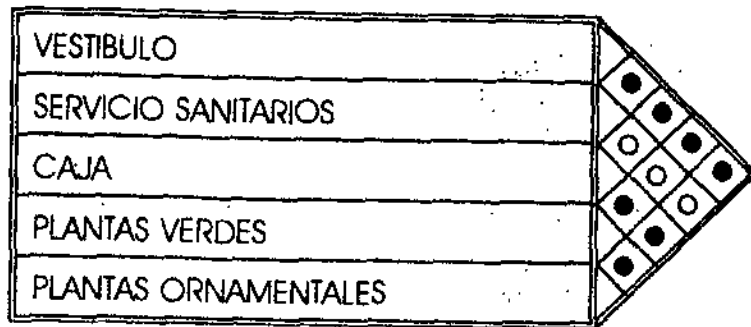 VESTIBULO
SERVICIO SANITARIOS
CAJA
PLANTAS VERDES
PLANTAS ORNAMENTALES